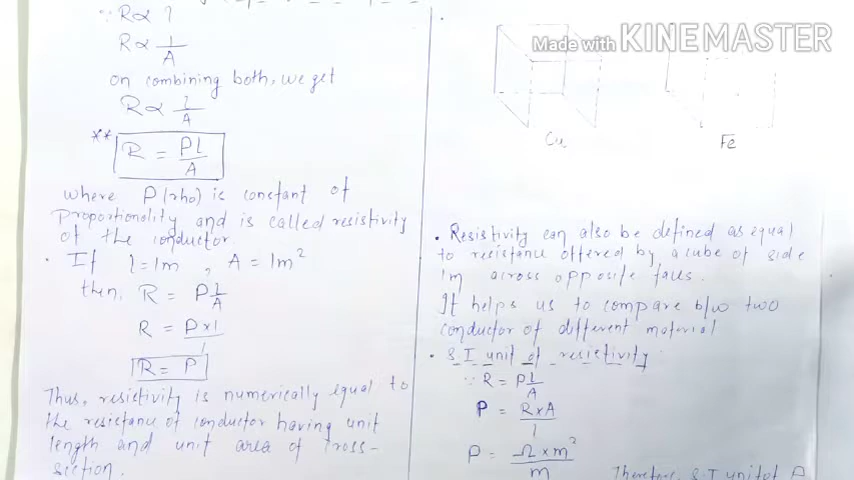 ∵ R ∝ l
R ∝ 1/A
on combining both, we get
R ∝ l/A
** R = ρl/A
where ρ (rho) is constant of
proportionality and is called resistivity
of the conductor.
• If l = 1m , A = 1m²
then, R = ρ l/A
R = ρ×1/1
R = ρ
Thus, resistivity is numerically equal to
the resistance of conductor having unit
length and unit area of cross-
section.
Made with KINEMASTER
Cu
Fe
• Resistivity can also be defined as equal
to resistance offered by a cube of side
1m across opposite faces.
It helps us to compare b/w two
conductor of different material
• S.I unit of resistivity
∵ R = ρ l/A
ρ = R×A/l
ρ = Ω×m²/m
Therefore, S.I unit of ρ